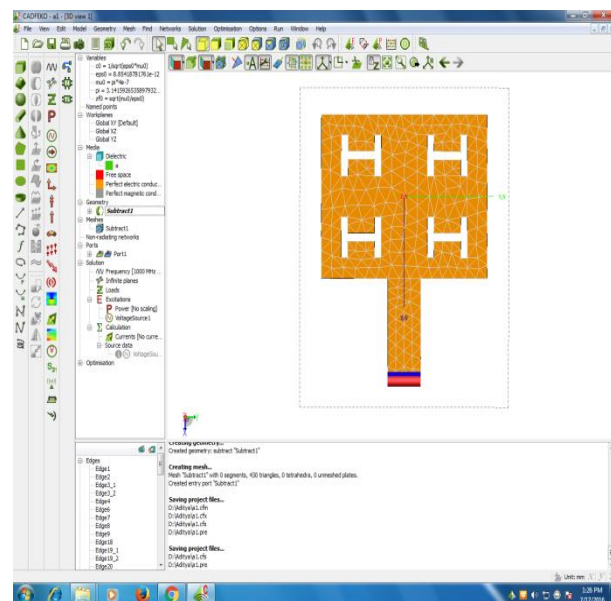 CADFEKO - a1 - [3D view 1]
File View Edit Model Geometry Mesh Find Networks Solution Optimisation Options Run Window Help
Variables
c0 = 1/sqrt(eps0*mu0)
eps0 = 8.85418781761e-12
mu0 = pi*4e-7
pi = 3.1415926535897932...
zf0 = sqrt(mu0/eps0)
Named points
Workplanes
Global XY [Default]
Global XZ
Global YZ
Media
Dielectric
a
Free space
Perfect electric conduc...
Perfect magnetic cond...
Geometry
Subtract1
Meshes
Subtract1
Non-radiating networks
Ports
Port1
Solution
Frequency [1000 MHz ...
Infinite planes
Loads
Excitations
Power [No scaling]
VoltageSource1
Calculation
Currents [No curre...
Source data
VoltageSou...
Optimisation
Edges
Edge1
Edge2
Edge3_1
Edge3_2
Edge4
Edge6
Edge7
Edge8
Edge9
Edge18
Edge19_1
Edge19_2
Edge20
Creating geometry...
Created geometry: subtract "Subtract1"
Creating mesh...
Mesh "Subtract1" with 0 segments, 430 triangles, 0 tetrahedra, 0 unmeshed plates.
Created entry port "Subtract1"
Saving project files...
D:\Aditya\a1.cfm
D:\Aditya\a1.cfx
D:\Aditya\a1.cfs
D:\Aditya\a1.pre
Saving project files...
D:\Aditya\a1.cfs
D:\Aditya\a1.pre
Unit: mm
1:26 PM